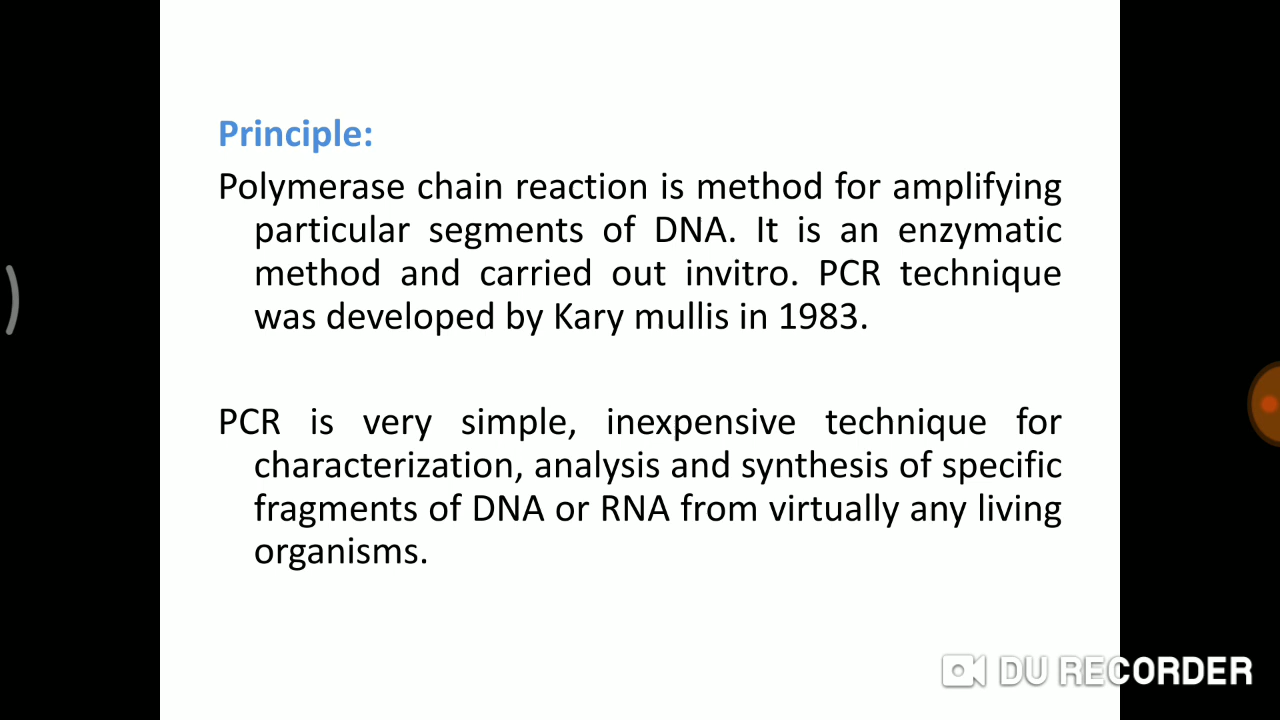 Principle:
Polymerase chain reaction is method for amplifying
particular segments of DNA. It is an enzymatic
method and carried out invitro. PCR technique
was developed by Kary mullis in 1983.
PCR is very simple, inexpensive technique for
characterization, analysis and synthesis of specific
fragments of DNA or RNA from virtually any living
organisms.
DU RECORDER